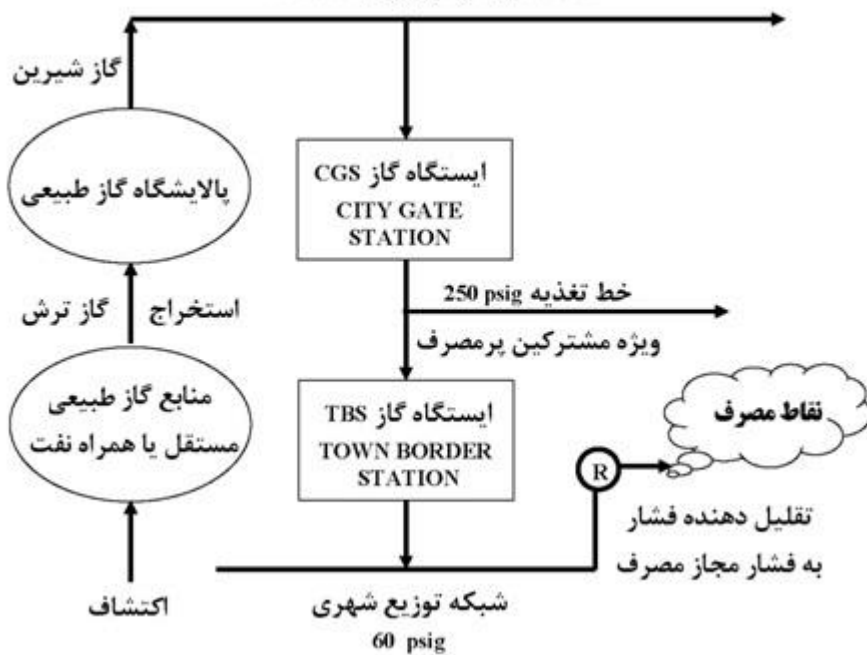 گاز شیرین
پالایشگاه گاز طبیعی
گاز ترش
استخراج
منابع گاز طبیعی
مستقل یا همراه نفت
اکتشاف
ایستگاه گاز CGS
CITY GATE
STATION
خط تغذیه 250 psig
ویژه مشترکین پرمصرف
ایستگاه گاز TBS
TOWN BORDER
STATION
شبکه توزیع شهری
60 psig
R
نقاط مصرف
تقلیل دهنده فشار
به فشار مجاز مصرف